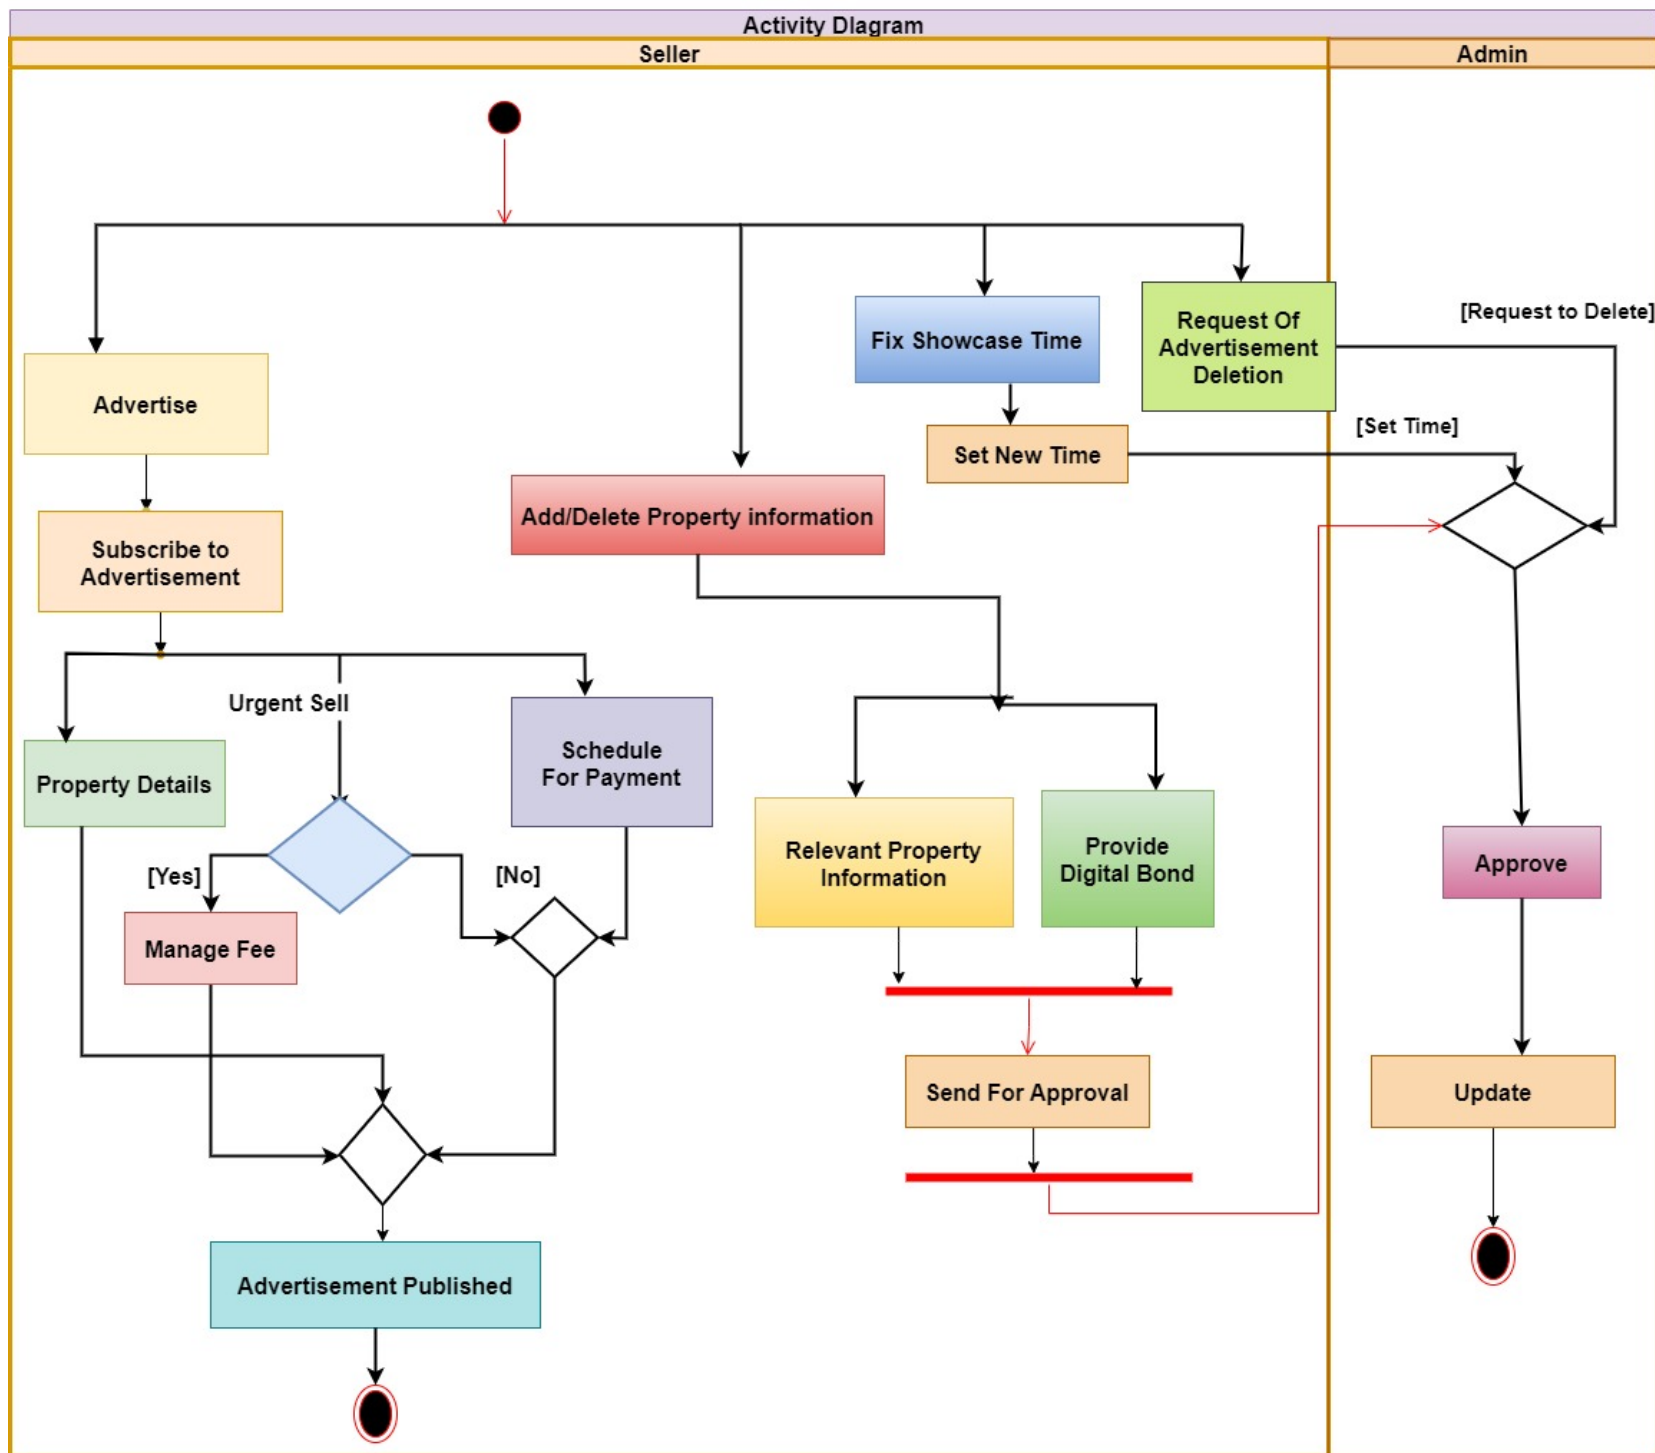 Activity DIagram
Seller
Admin
Request Of
Advertisement
Deletion
[Request to Delete]
Fix Showcase Time
Advertise
[Set Time]
Set New Time
Add/Delete Property information
Subscribe to
Advertisement
Urgent Sell
Schedule
For Payment
Property Details
Relevant Property
Information
Provide
Digital Bond
Approve
[Yes]
[No]
Manage Fee
Send For Approval
Update
Advertisement Published